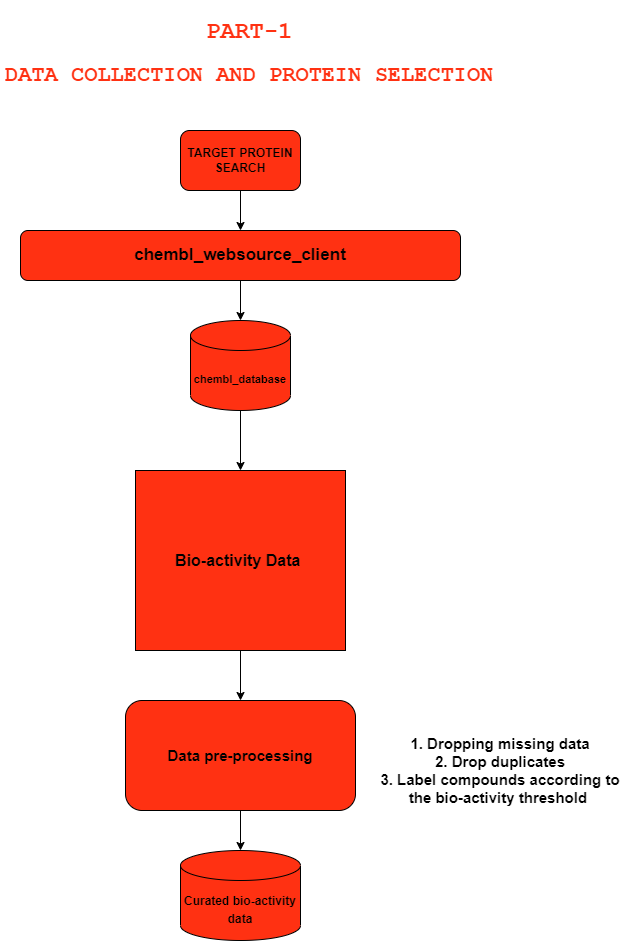 PART-1
DATA COLLECTION AND PROTEIN SELECTION
TARGET PROTEIN
SEARCH
chembl_websource_client
chembl_database
Bio-activity Data
Data pre-processing
1. Dropping missing data
2. Drop duplicates
3. Label compounds according to
the bio-activity threshold
Curated bio-activity
data